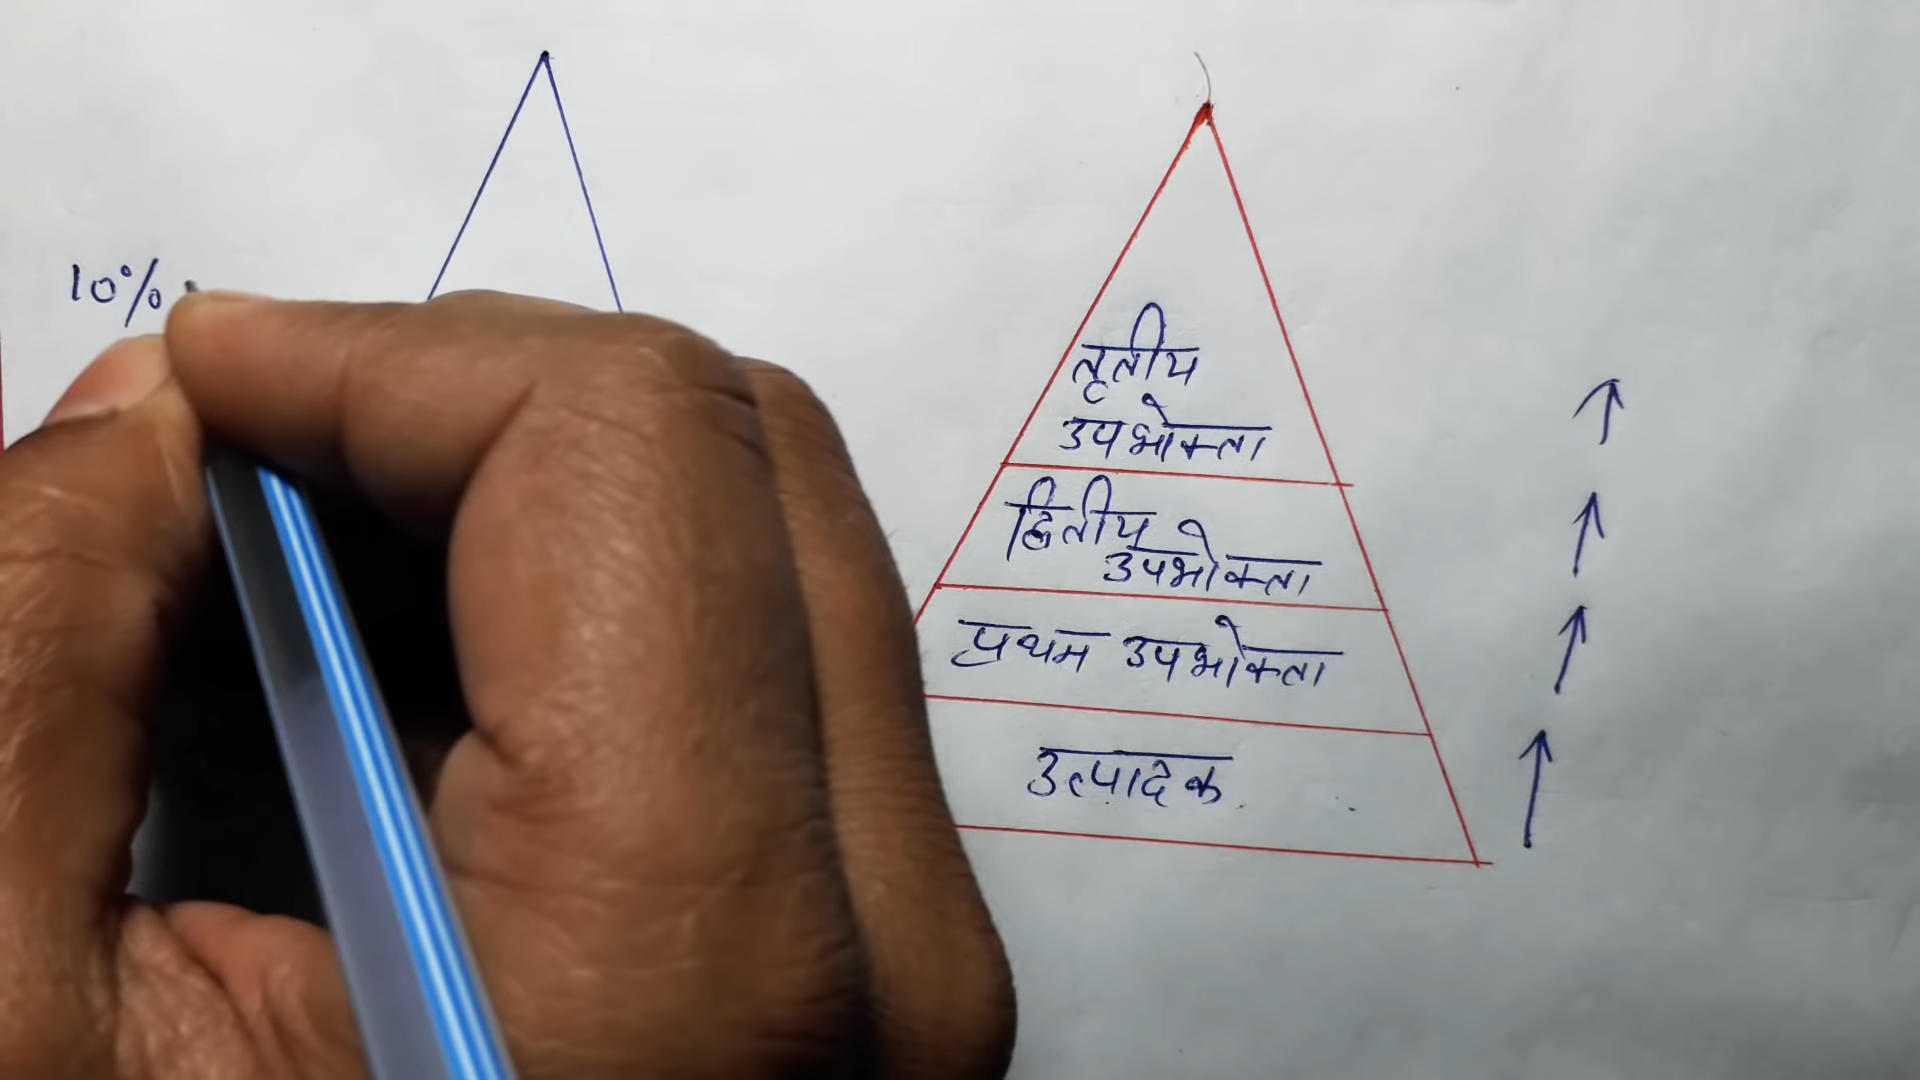 10%
तृतीय
उपभोक्ता
द्वितीय
उपभोक्ता
प्रथम उपभोक्ता
उत्पादक